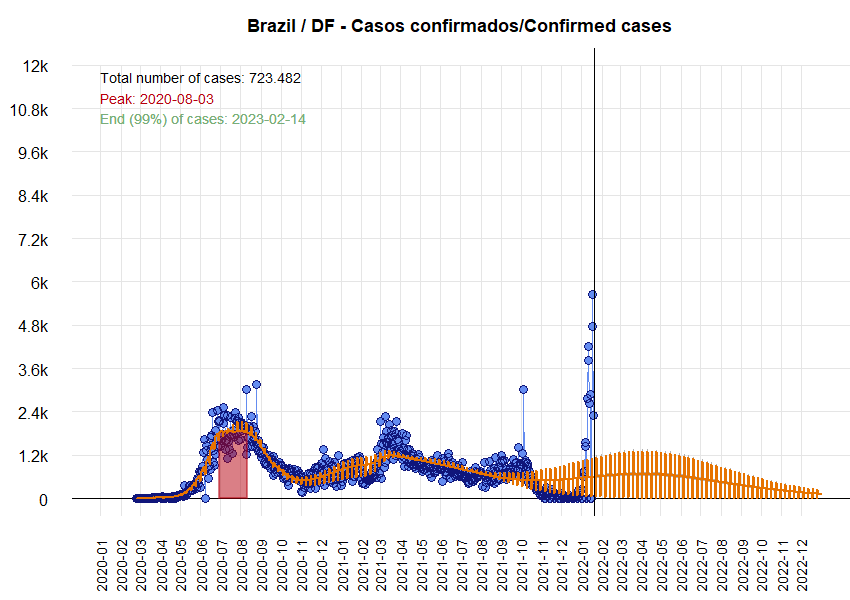 Brazil / DF - Casos confirmados/Confirmed cases
Total number of cases: 723.482
Peak: 2020-08-03
End (99%) of cases: 2023-02-14
12k
10.8k
9.6k
8.4k
7.2k
6k
4.8k
3.6k
2.4k
1.2k
0
2020-01
2020-02
2020-03
2020-04
2020-05
2020-06
2020-07
2020-08
2020-09
2020-10
2020-11
2020-12
2021-01
2021-02
2021-03
2021-04
2021-05
2021-06
2021-07
2021-08
2021-09
2021-10
2021-11
2021-12
2022-01
2022-02
2022-03
2022-04
2022-05
2022-06
2022-07
2022-08
2022-09
2022-10
2022-11
2022-12